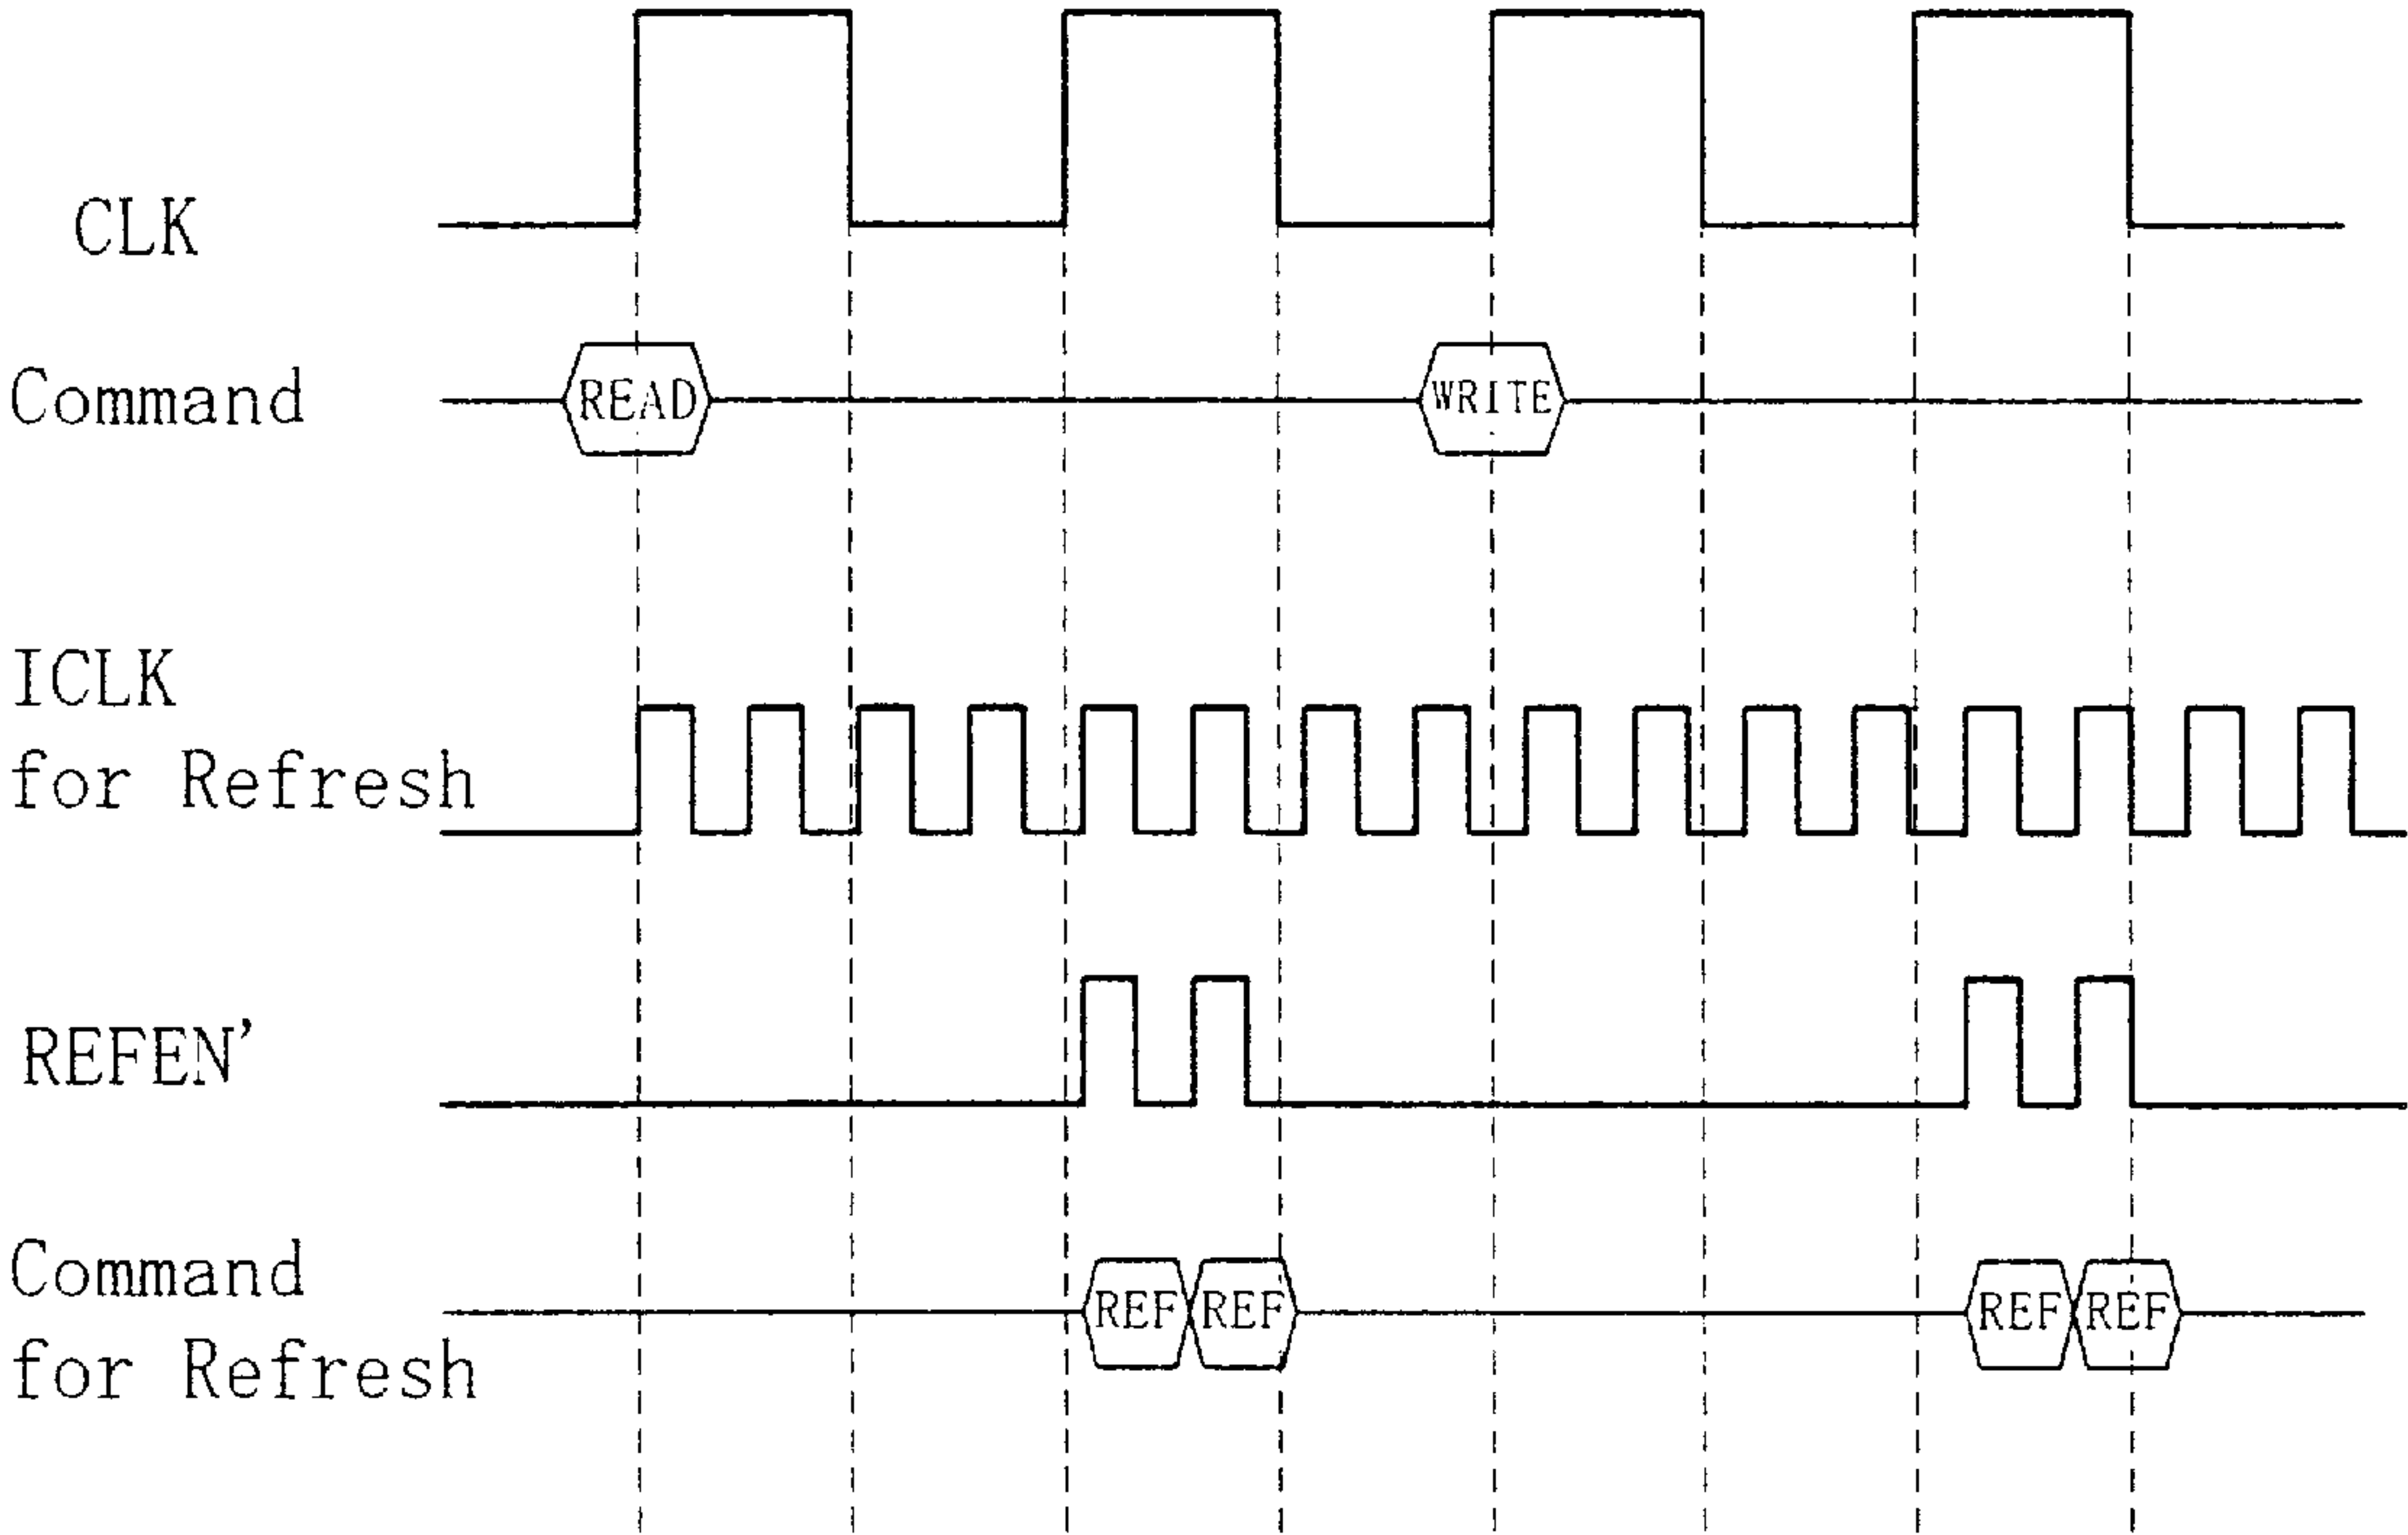 CLK
Command
READ
WRITE
ICLK
for Refresh
REFEN'
Command
for Refresh
REF REF
REF REF